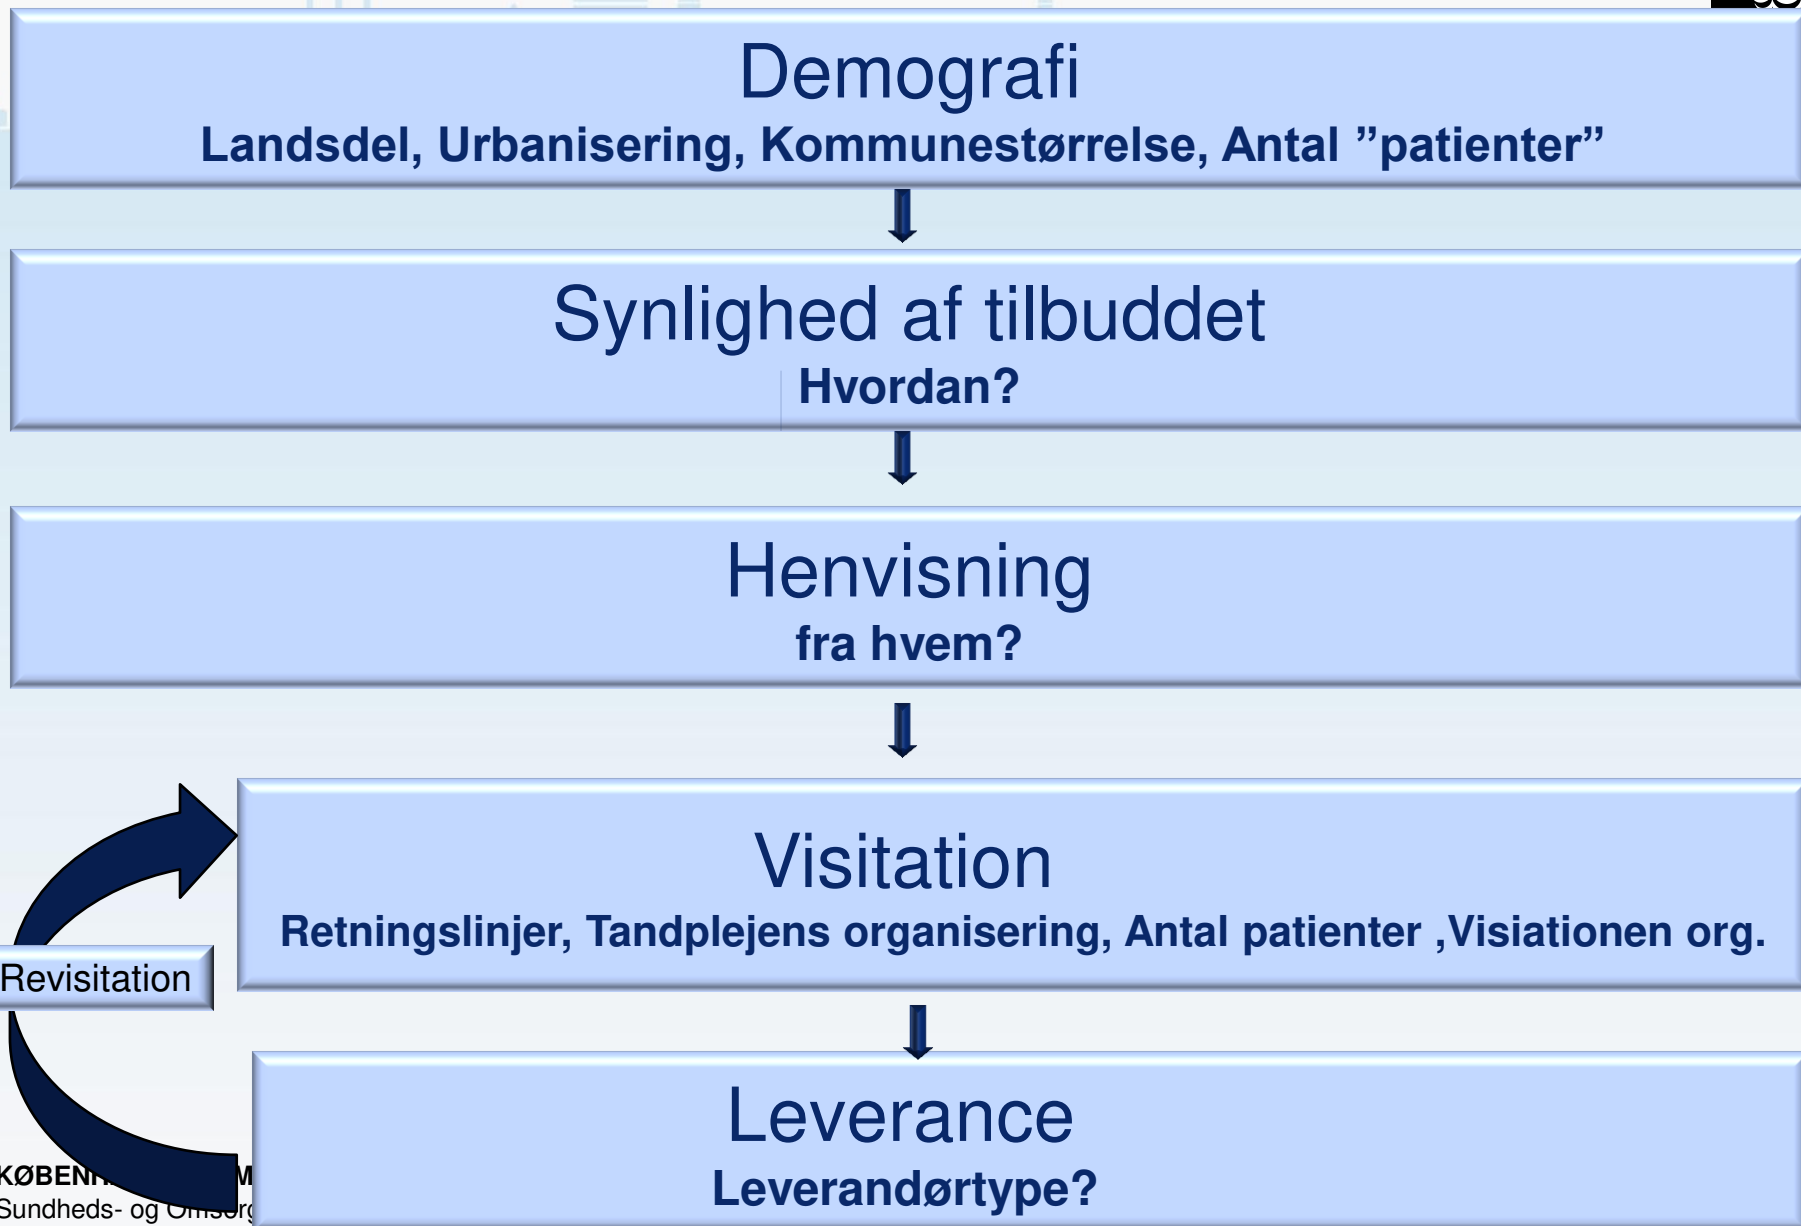 Demografi
Landsdel, Urbanisering, Kommunestørrelse, Antal ”patienter”
Synlighed af tilbuddet
Hvordan?
Henvisning
fra hvem?
Visitation
Retningslinjer, Tandplejens organisering, Antal patienter ,Visiationen org.
Revisitation
Leverance
Leverandørtype?
Sundheds- og